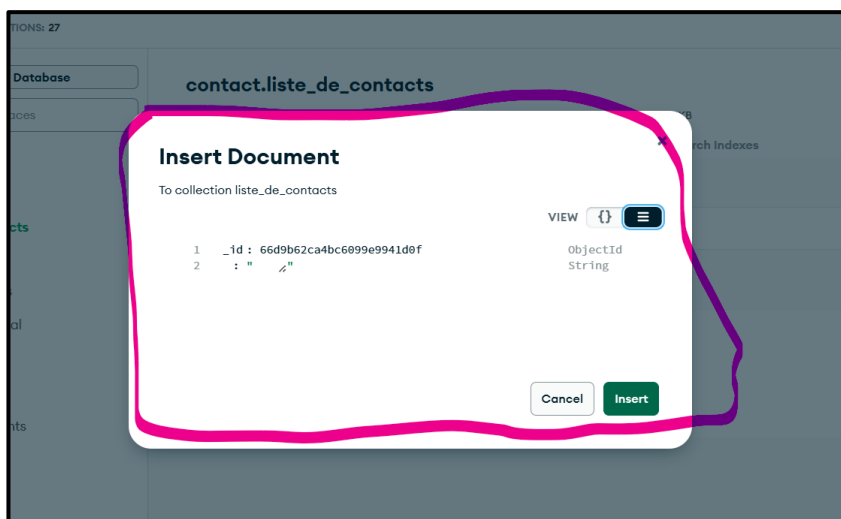 TIONS: 27
Database
contact.liste_de_contacts
aces
KB
Insert Document
rch Indexes
To collection liste_de_contacts
VIEW {}
cts
1 _id : 66d9b62ca4bc6099e9941d0f ObjectId
2 : " " String
al
Cancel Insert
nts